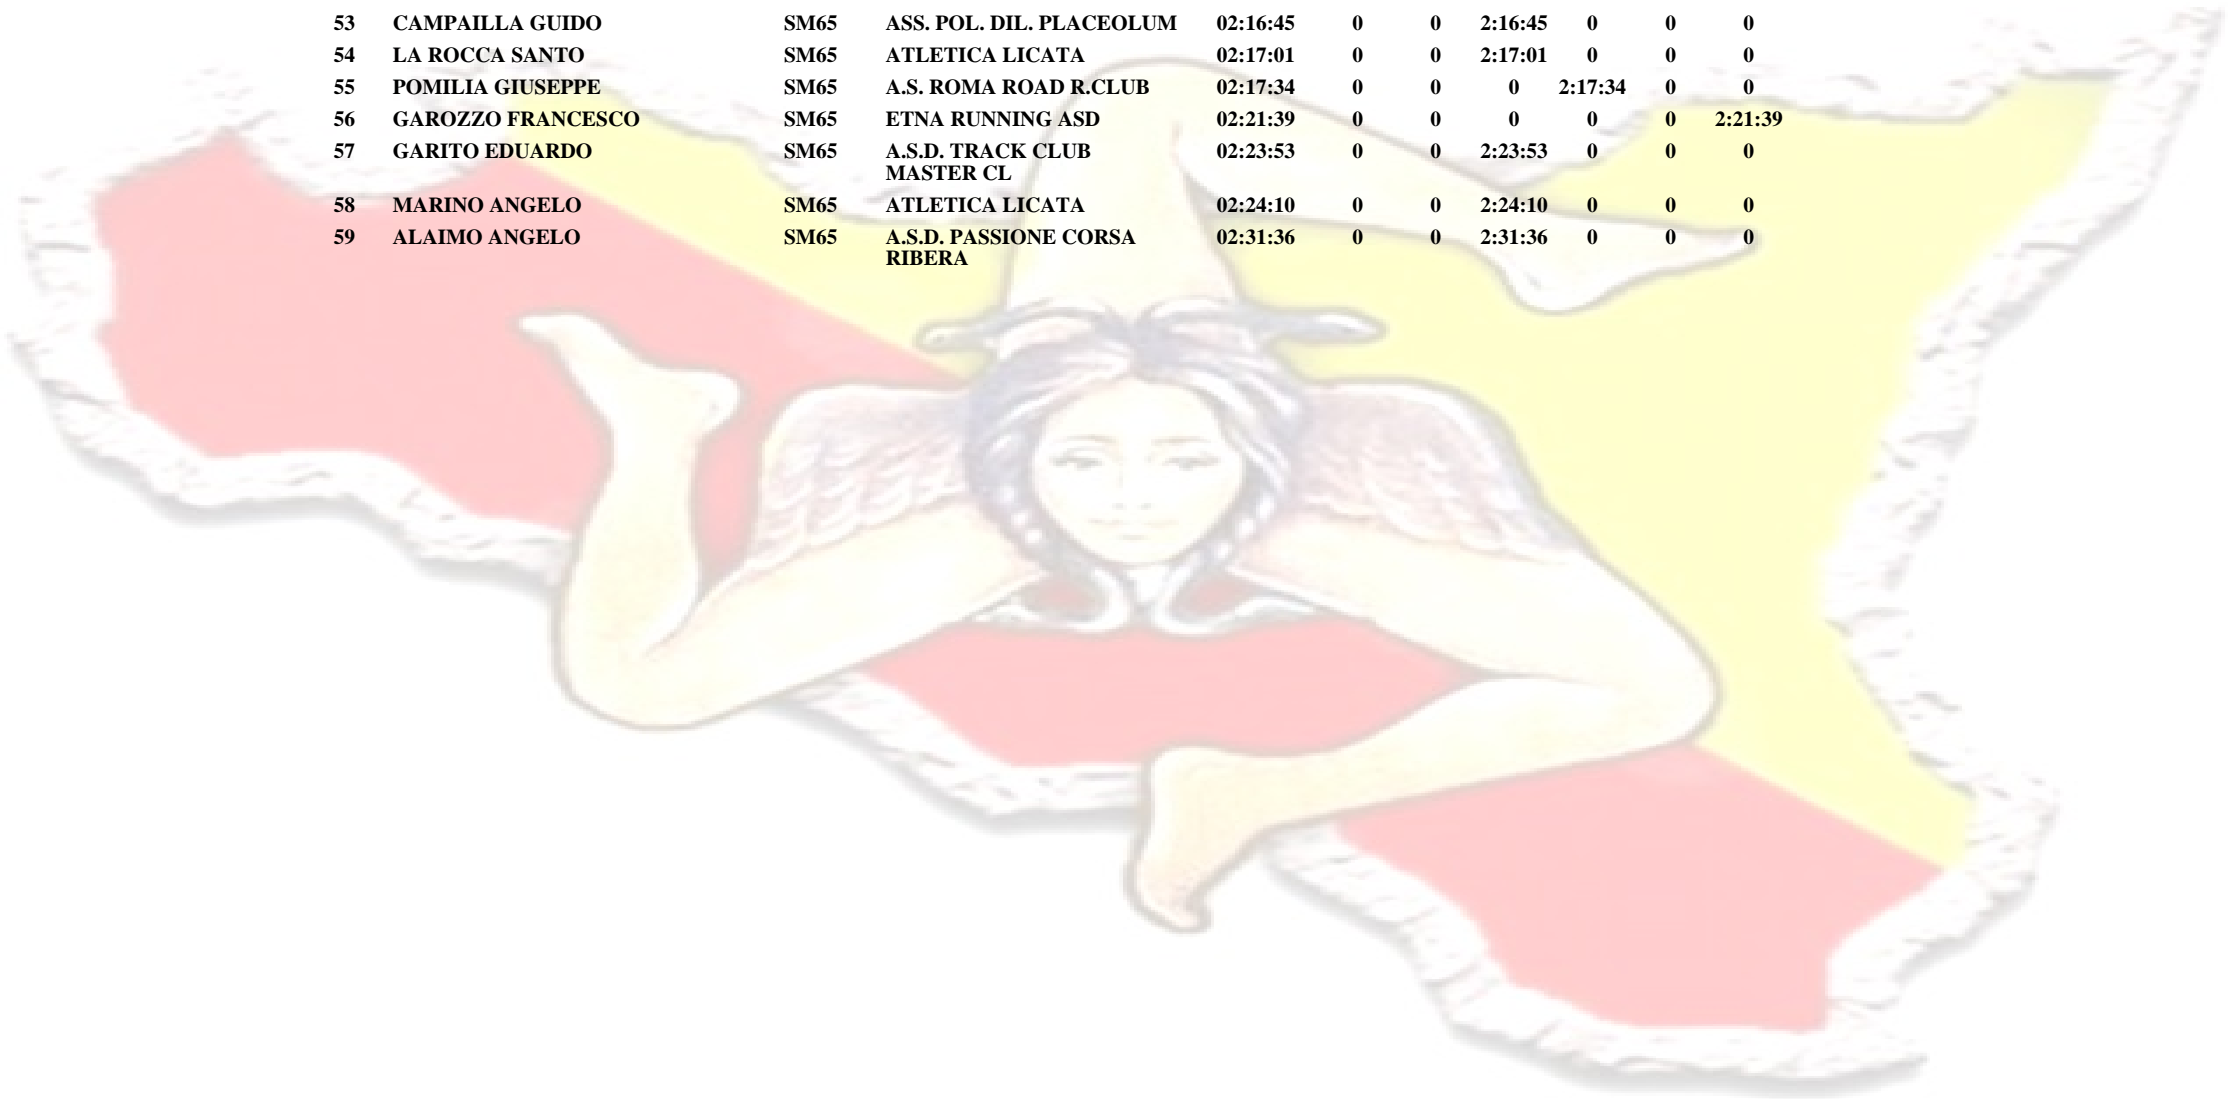 53 CAMPAILLA GUIDO SM65 ASS. POL. DIL. PLACEOLUM 02:16:45 0 0 2:16:45 0 0 0
54 LA ROCCA SANTO SM65 ATLETICA LICATA 02:17:01 0 0 2:17:01 0 0 0
55 POMILIA GIUSEPPE SM65 A.S. ROMA ROAD R.CLUB 02:17:34 0 0 0 2:17:34 0 0
56 GAROZZO FRANCESCO SM65 ETNA RUNNING ASD 02:21:39 0 0 0 0 0 2:21:39
57 GARITO EDUARDO SM65 A.S.D. TRACK CLUB 02:23:53 0 0 2:23:53 0 0 0
MASTER CL
58 MARINO ANGELO SM65 ATLETICA LICATA 02:24:10 0 0 2:24:10 0 0 0
59 ALAIMO ANGELO SM65 A.S.D. PASSIONE CORSA 02:31:36 0 0 2:31:36 0 0 0
RIBERA